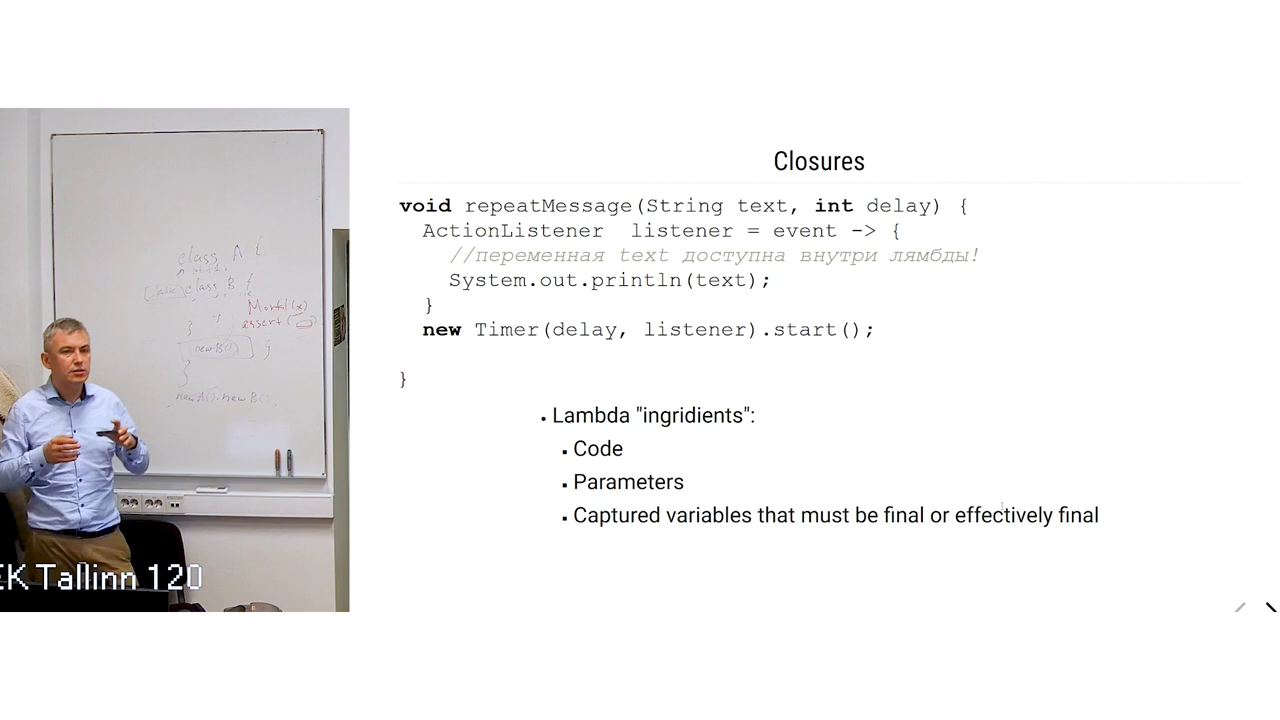 Closures
void repeatMessage(String text, int delay) {
ActionListener listener = event -> {
//переменная text доступна внутри лямбды!
System.out.println(text);
}
new Timer(delay, listener).start();
}
• Lambda "ingridients":
▪ Code
▪ Parameters
▪ Captured variables that must be final or effectively final
class A {
class B {
assert(
}
new B()
}
}
new A().new B()
EK Tallinn 120